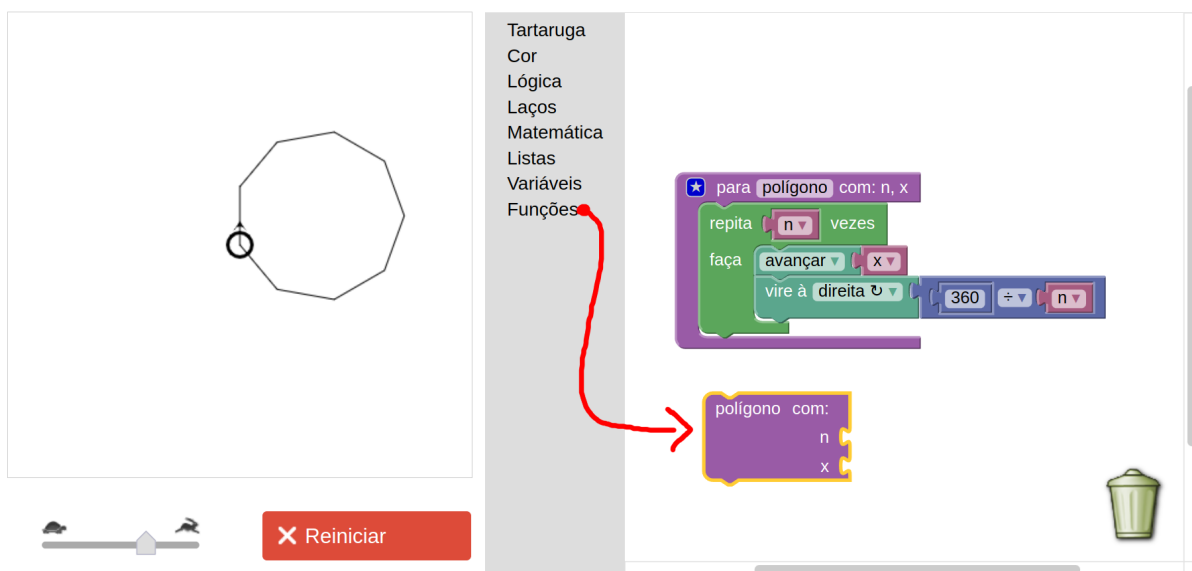 Tartaruga
Cor
Lógica
Laços
Matemática
Listas
Variáveis
Funções
para polígono com: n, x
repita n ▾ vezes
faça avançar ▾ x ▾
vire à direita ↻ ▾ 360 ÷ ▾ n ▾
polígono com:
n
x
Reiniciar